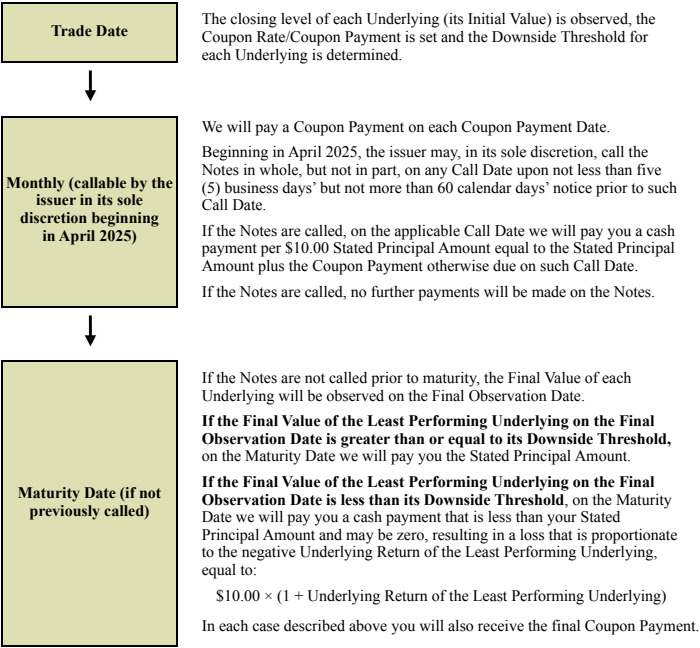 Trade Date
The closing level of each Underlying (its Initial Value) is observed, the
Coupon Rate/Coupon Payment is set and the Downside Threshold for
each Underlying is determined.
Monthly (callable by the
issuer in its sole
discretion beginning
in April 2025)
We will pay a Coupon Payment on each Coupon Payment Date.
Beginning in April 2025, the issuer may, in its sole discretion, call the
Notes in whole, but not in part, on any Call Date upon not less than five
(5) business days’ but not more than 60 calendar days’ notice prior to such
Call Date.
If the Notes are called, on the applicable Call Date we will pay you a cash
payment per $10.00 Stated Principal Amount equal to the Stated Principal
Amount plus the Coupon Payment otherwise due on such Call Date.
If the Notes are called, no further payments will be made on the Notes.
Maturity Date (if not
previously called)
If the Notes are not called prior to maturity, the Final Value of each
Underlying will be observed on the Final Observation Date.
If the Final Value of the Least Performing Underlying on the Final
Observation Date is greater than or equal to its Downside Threshold,
on the Maturity Date we will pay you the Stated Principal Amount.
If the Final Value of the Least Performing Underlying on the Final
Observation Date is less than its Downside Threshold, on the Maturity
Date we will pay you a cash payment that is less than your Stated
Principal Amount and may be zero, resulting in a loss that is proportionate
to the negative Underlying Return of the Least Performing Underlying,
equal to:
$10.00 × (1 + Underlying Return of the Least Performing Underlying)
In each case described above you will also receive the final Coupon Payment.